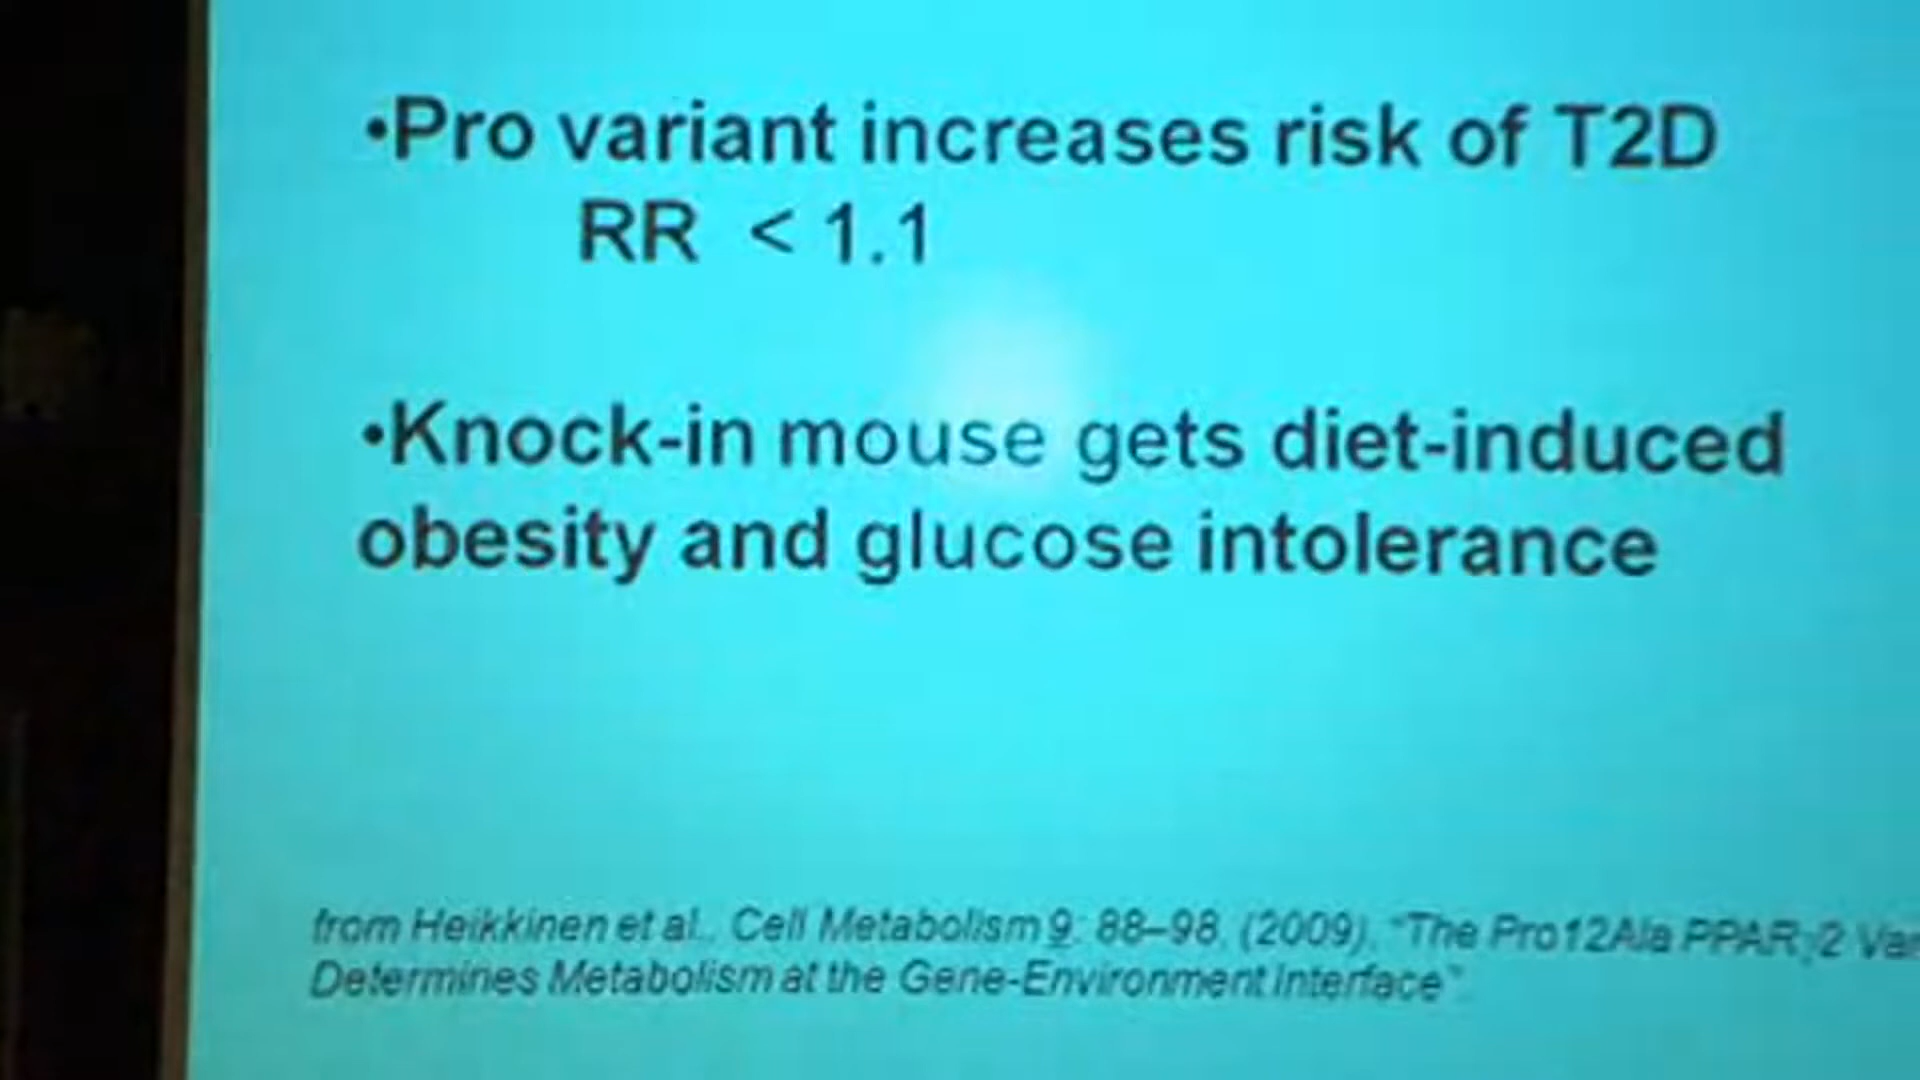 •Pro variant increases risk of T2D
RR < 1.1
•Knock-in mouse gets diet-induced
obesity and glucose intolerance
from Heikkinen et al., Cell Metabolism 9: 88–98, (2009). "The Pro12Ala PPARγ2
Determines Metabolism at the Gene-Environment Interface".